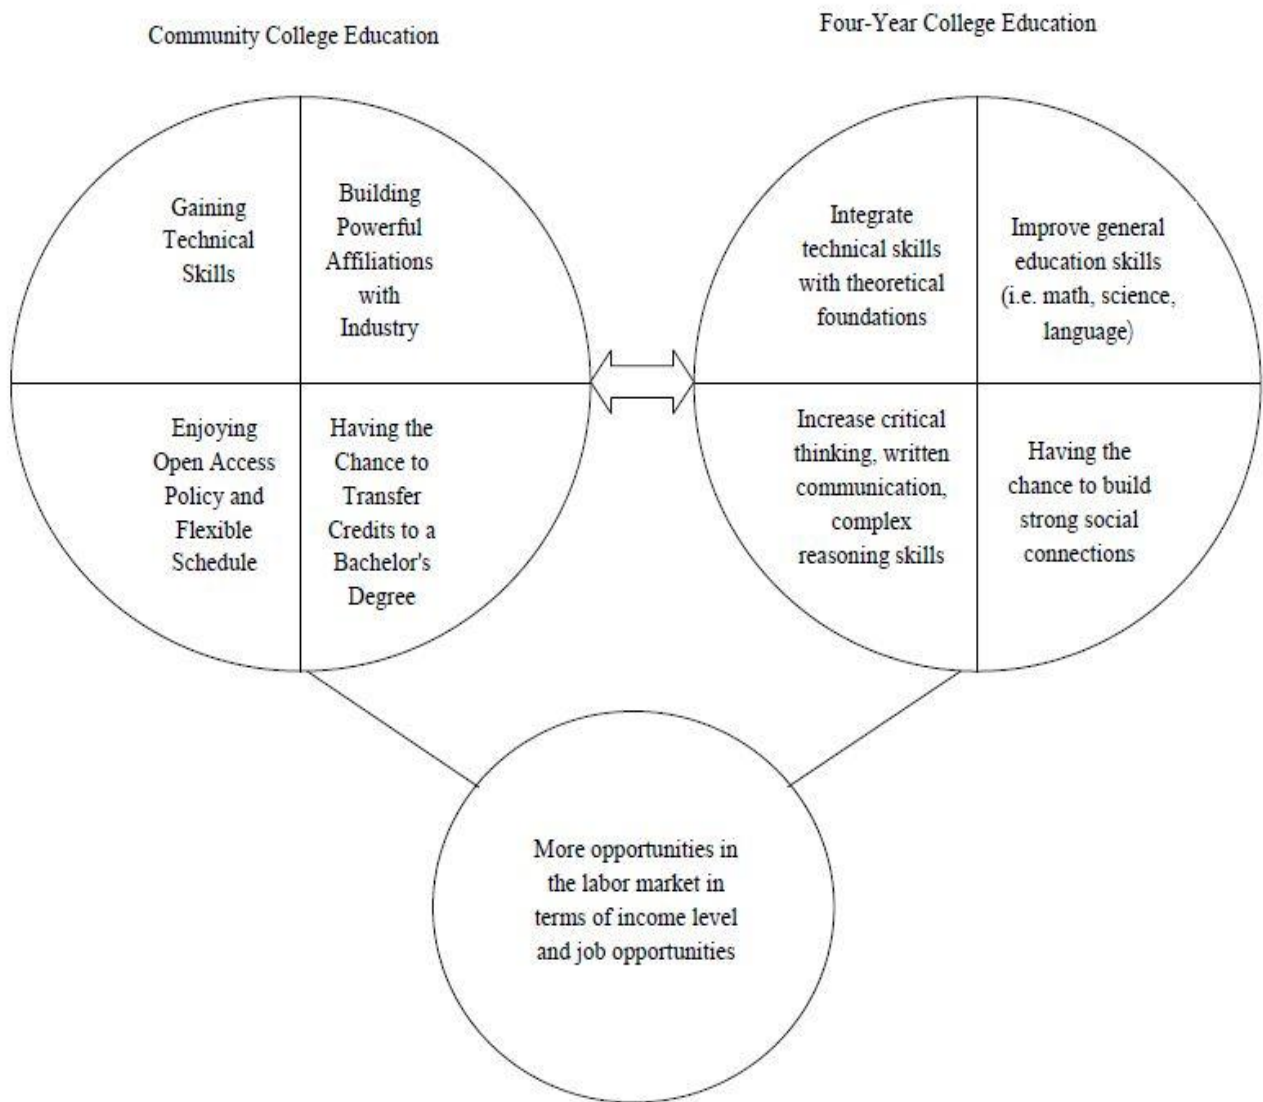 Community College Education
Four-Year College Education
Gaining
Technical
Skills
Building
Powerful
Affiliations
with
Industry
Enjoying
Open Access
Policy and
Flexible
Schedule
Having the
Chance to
Transfer
Credits to a
Bachelor's
Degree
Integrate
technical skills
with theoretical
foundations
Improve general
education skills
(i.e. math, science,
language)
Increase critical
thinking, written
communication,
complex
reasoning skills
Having the
chance to build
strong social
connections
More opportunities in
the labor market in
terms of income level
and job opportunities